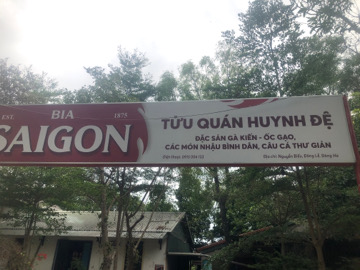 EST BIA 1875
SAIGON
TỬU QUÁN HUYNH ĐỆ
ĐẶC SẢN GÀ KIẾN - ỐC GẠO,
CÁC MÓN NHẬU BÌNH DÂN, CÂU CÁ THƯ GIÃN